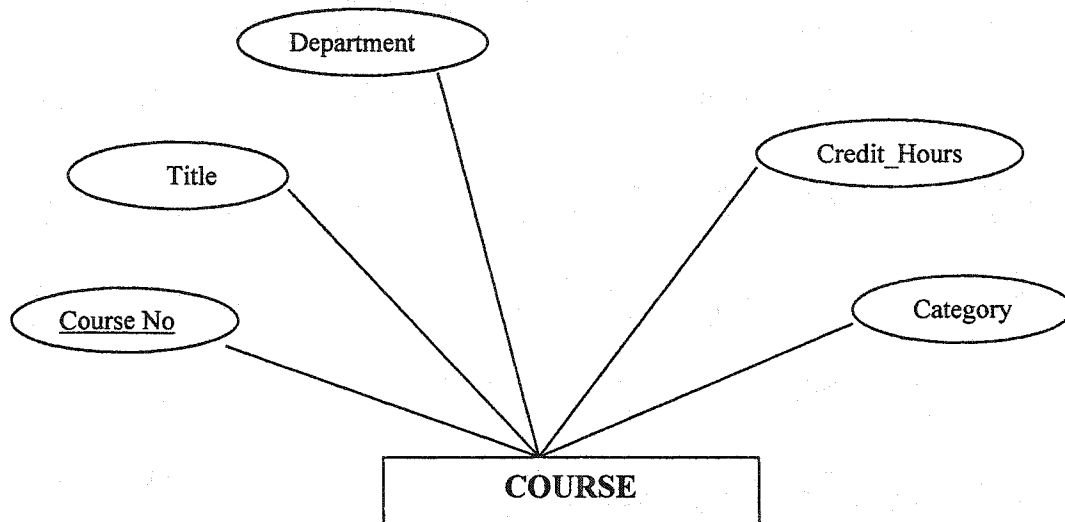 Department
Credit_Hours
Title
Course No
Category
COURSE